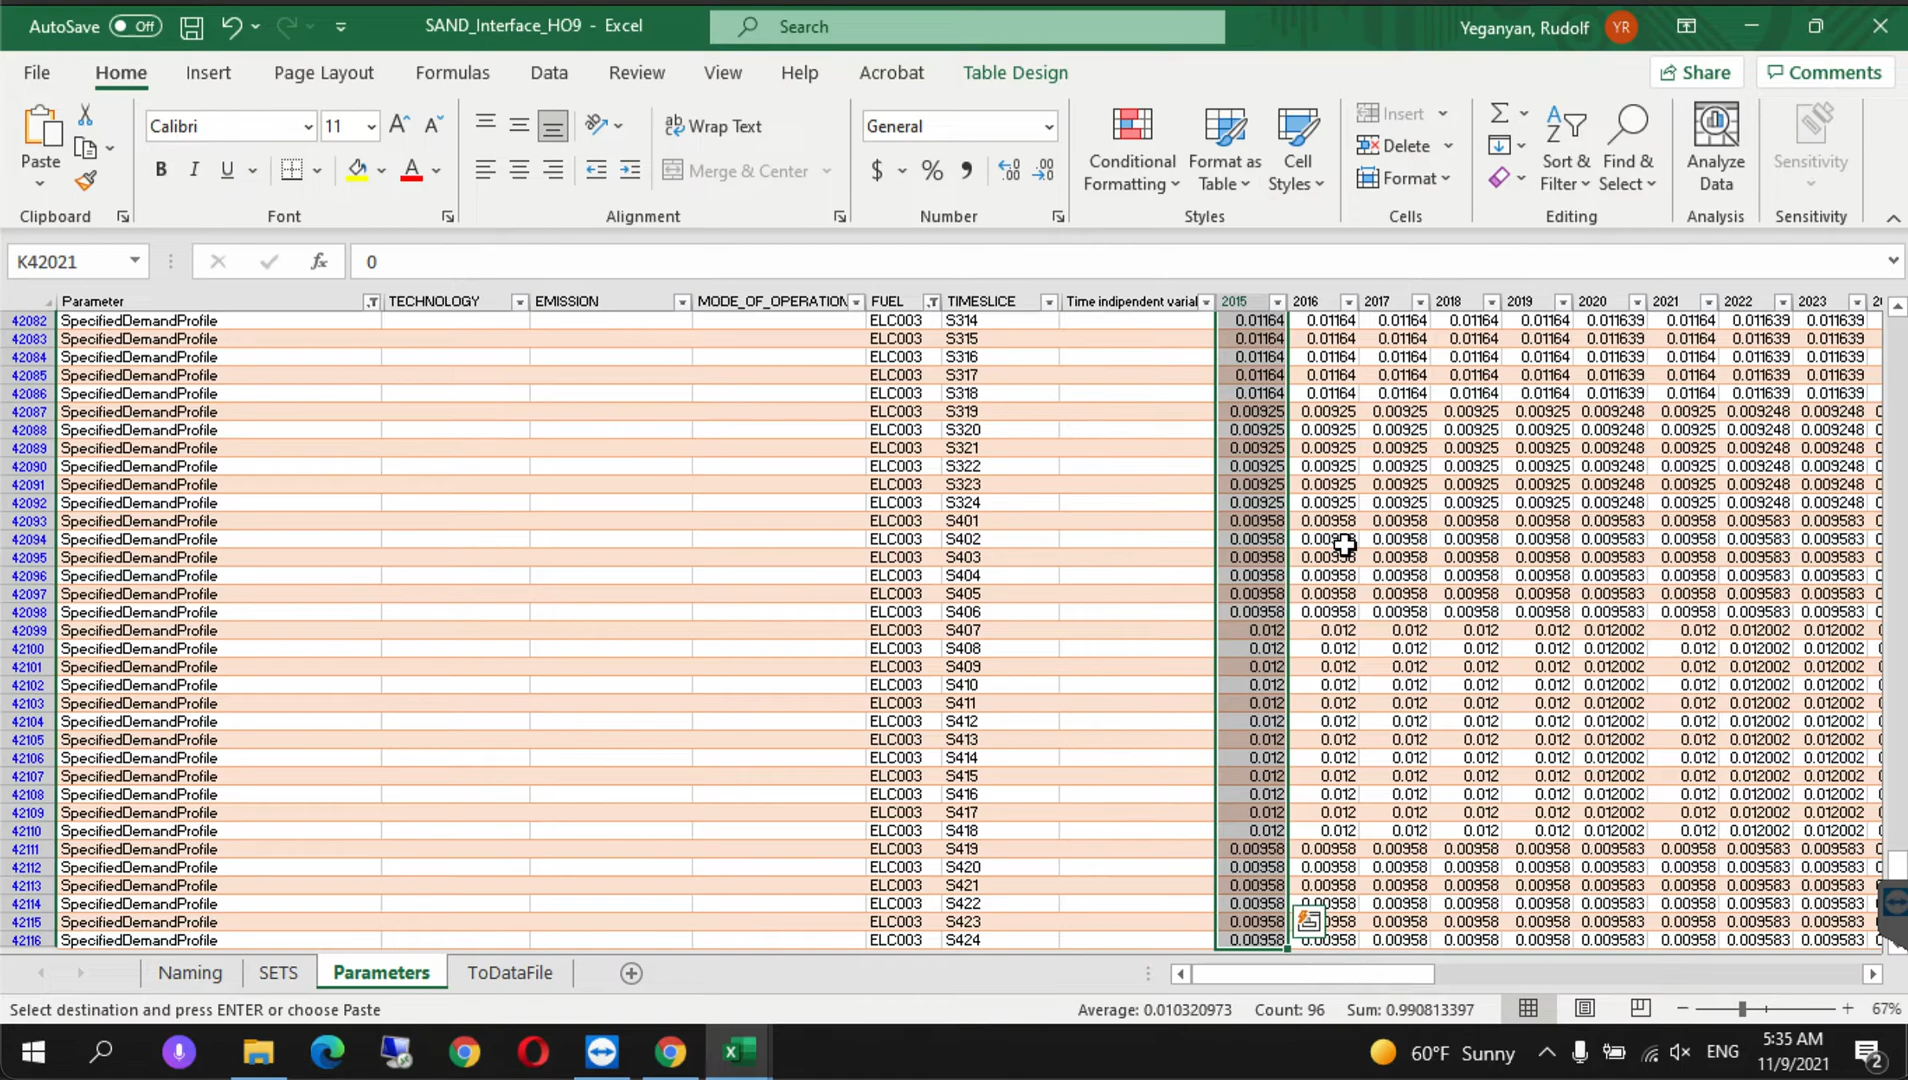 AutoSave Off SAND_Interface_HO9 - Excel Search Yeganyan, Rudolf YR
File Home Insert Page Layout Formulas Data Review View Help Acrobat Table Design Share Comments
Paste Calibri 11 Wrap Text General Conditional Formatting Format as Table Cell Styles Insert Delete Format Sort & Filter Find & Select Analyze Data Sensitivity
B I U Merge & Center $ %
Clipboard Font Alignment Number Styles Cells Editing Analysis Sensitivity
K42021 fx 0
Parameter TECHNOLOGY EMISSION MODE_OF_OPERATION FUEL TIMESLICE Time indipendent variabl 2015 2016 2017 2018 2019 2020 2021 2022 2023
42082 SpecifiedDemandProfile ELC003 S314 0.01164 0.01164 0.01164 0.01164 0.01164 0.011639 0.01164 0.011639 0.011639
42083 SpecifiedDemandProfile ELC003 S315 0.01164 0.01164 0.01164 0.01164 0.01164 0.011639 0.01164 0.011639 0.011639
42084 SpecifiedDemandProfile ELC003 S316 0.01164 0.01164 0.01164 0.01164 0.01164 0.011639 0.01164 0.011639 0.011639
42085 SpecifiedDemandProfile ELC003 S317 0.01164 0.01164 0.01164 0.01164 0.01164 0.011639 0.01164 0.011639 0.011639
42086 SpecifiedDemandProfile ELC003 S318 0.01164 0.01164 0.01164 0.01164 0.01164 0.011639 0.01164 0.011639 0.011639
42087 SpecifiedDemandProfile ELC003 S319 0.00925 0.00925 0.00925 0.00925 0.00925 0.009248 0.00925 0.009248 0.009248
42088 SpecifiedDemandProfile ELC003 S320 0.00925 0.00925 0.00925 0.00925 0.00925 0.009248 0.00925 0.009248 0.009248
42089 SpecifiedDemandProfile ELC003 S321 0.00925 0.00925 0.00925 0.00925 0.00925 0.009248 0.00925 0.009248 0.009248
42090 SpecifiedDemandProfile ELC003 S322 0.00925 0.00925 0.00925 0.00925 0.00925 0.009248 0.00925 0.009248 0.009248
42091 SpecifiedDemandProfile ELC003 S323 0.00925 0.00925 0.00925 0.00925 0.00925 0.009248 0.00925 0.009248 0.009248
42092 SpecifiedDemandProfile ELC003 S324 0.00925 0.00925 0.00925 0.00925 0.00925 0.009248 0.00925 0.009248 0.009248
42093 SpecifiedDemandProfile ELC003 S401 0.00958 0.00958 0.00958 0.00958 0.00958 0.009583 0.00958 0.009583 0.009583
42094 SpecifiedDemandProfile ELC003 S402 0.00958 0.00958 0.00958 0.00958 0.009583 0.00958 0.009583 0.009583
42095 SpecifiedDemandProfile ELC003 S403 0.00958 0.00958 0.00958 0.00958 0.00958 0.009583 0.00958 0.009583 0.009583
42096 SpecifiedDemandProfile ELC003 S404 0.00958 0.00958 0.00958 0.00958 0.00958 0.009583 0.00958 0.009583 0.009583
42097 SpecifiedDemandProfile ELC003 S405 0.00958 0.00958 0.00958 0.00958 0.00958 0.009583 0.00958 0.009583 0.009583
42098 SpecifiedDemandProfile ELC003 S406 0.00958 0.00958 0.00958 0.00958 0.00958 0.009583 0.00958 0.009583 0.009583
42099 SpecifiedDemandProfile ELC003 S407 0.012 0.012 0.012 0.012 0.012 0.012002 0.012 0.012002 0.012002
42100 SpecifiedDemandProfile ELC003 S408 0.012 0.012 0.012 0.012 0.012 0.012002 0.012 0.012002 0.012002
42101 SpecifiedDemandProfile ELC003 S409 0.012 0.012 0.012 0.012 0.012 0.012002 0.012 0.012002 0.012002
42102 SpecifiedDemandProfile ELC003 S410 0.012 0.012 0.012 0.012 0.012 0.012002 0.012 0.012002 0.012002
42103 SpecifiedDemandProfile ELC003 S411 0.012 0.012 0.012 0.012 0.012 0.012002 0.012 0.012002 0.012002
42104 SpecifiedDemandProfile ELC003 S412 0.012 0.012 0.012 0.012 0.012 0.012002 0.012 0.012002 0.012002
42105 SpecifiedDemandProfile ELC003 S413 0.012 0.012 0.012 0.012 0.012 0.012002 0.012 0.012002 0.012002
42106 SpecifiedDemandProfile ELC003 S414 0.012 0.012 0.012 0.012 0.012 0.012002 0.012 0.012002 0.012002
42107 SpecifiedDemandProfile ELC003 S415 0.012 0.012 0.012 0.012 0.012 0.012002 0.012 0.012002 0.012002
42108 SpecifiedDemandProfile ELC003 S416 0.012 0.012 0.012 0.012 0.012 0.012002 0.012 0.012002 0.012002
42109 SpecifiedDemandProfile ELC003 S417 0.012 0.012 0.012 0.012 0.012 0.012002 0.012 0.012002 0.012002
42110 SpecifiedDemandProfile ELC003 S418 0.012 0.012 0.012 0.012 0.012 0.012002 0.012 0.012002 0.012002
42111 SpecifiedDemandProfile ELC003 S419 0.00958 0.00958 0.00958 0.00958 0.00958 0.009583 0.00958 0.009583 0.009583
42112 SpecifiedDemandProfile ELC003 S420 0.00958 0.00958 0.00958 0.00958 0.00958 0.009583 0.00958 0.009583 0.009583
42113 SpecifiedDemandProfile ELC003 S421 0.00958 0.00958 0.00958 0.00958 0.00958 0.009583 0.00958 0.009583 0.009583
42114 SpecifiedDemandProfile ELC003 S422 0.00958 0.00958 0.00958 0.00958 0.00958 0.009583 0.00958 0.009583 0.009583
42115 SpecifiedDemandProfile ELC003 S423 0.00958 0.00958 0.00958 0.00958 0.009583 0.00958 0.009583 0.009583
42116 SpecifiedDemandProfile ELC003 S424 0.00958 0.00958 0.00958 0.00958 0.00958 0.009583 0.00958 0.009583 0.009583
Naming SETS Parameters ToDataFile
Select destination and press ENTER or choose Paste Average: 0.010320973 Count: 96 Sum: 0.990813397 67%
60°F Sunny ENG 5:35 AM
11/9/2021 2